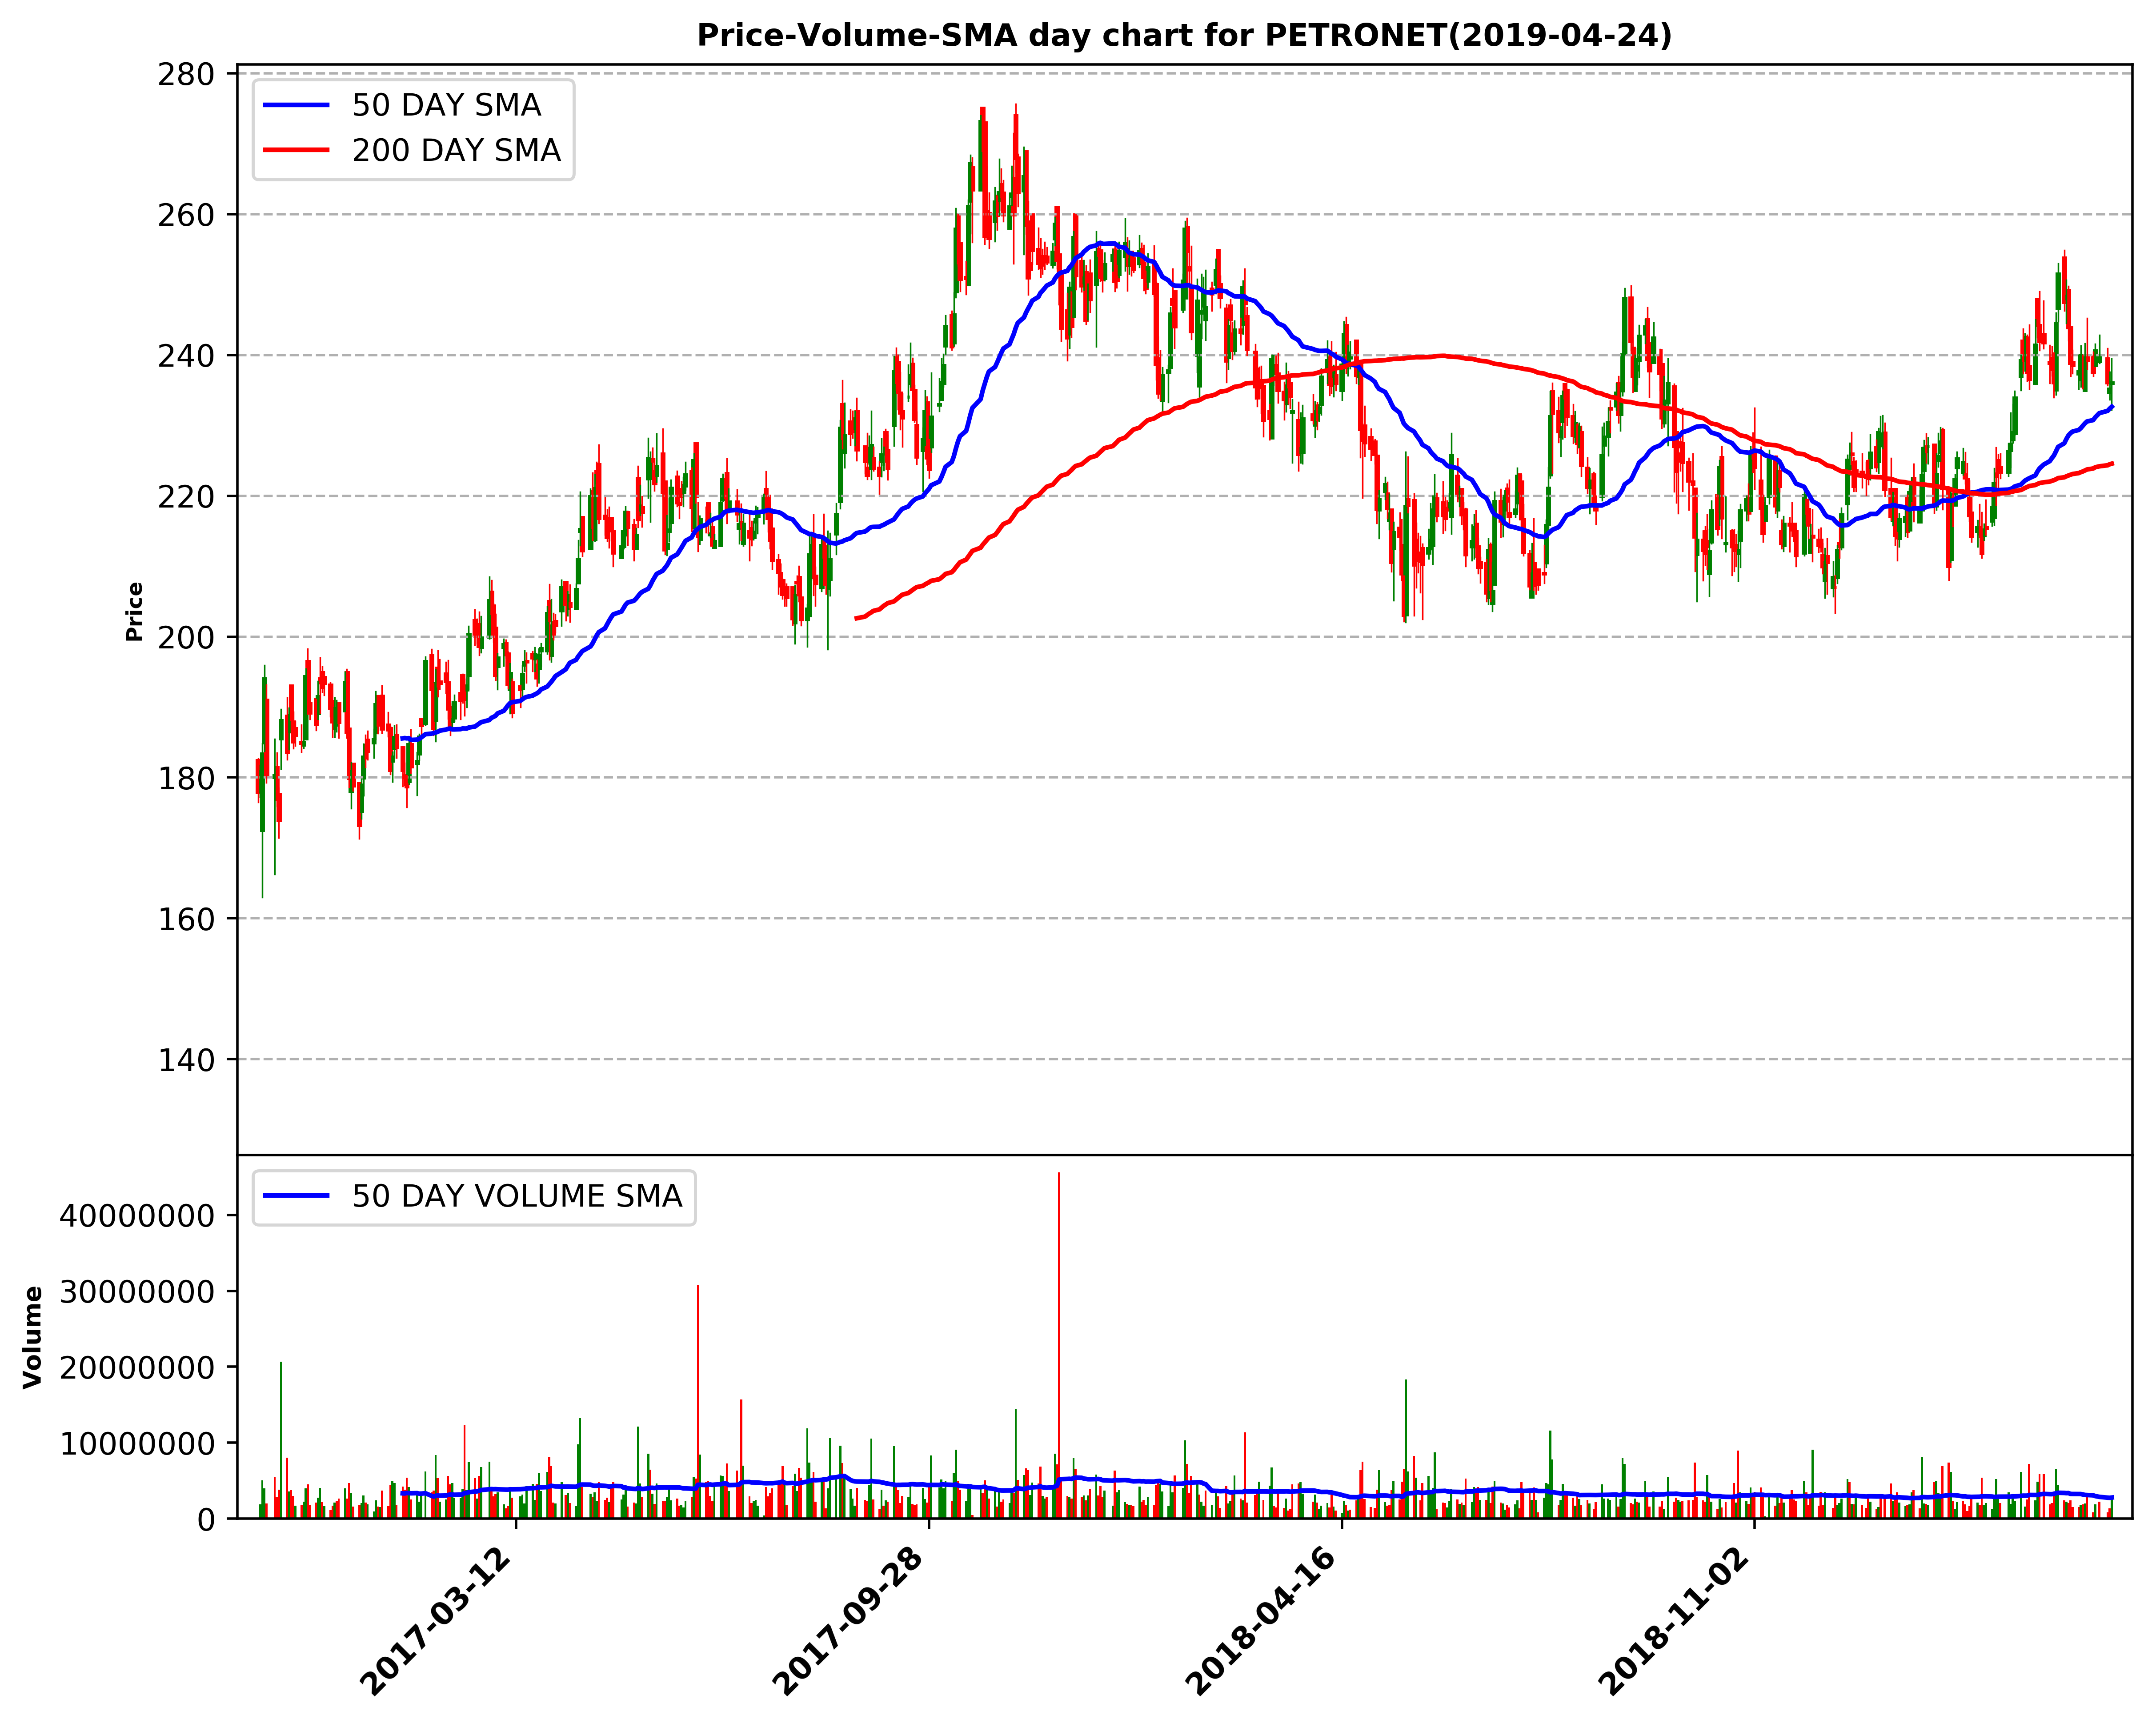 Price-Volume-SMA day chart for PETRONET(2019-04-24)
50 DAY SMA
200 DAY SMA
280
260
240
220
200
180
160
140
Price
50 DAY VOLUME SMA
40000000
30000000
20000000
10000000
0
Volume
2017-03-12
2017-09-28
2018-04-16
2018-11-02